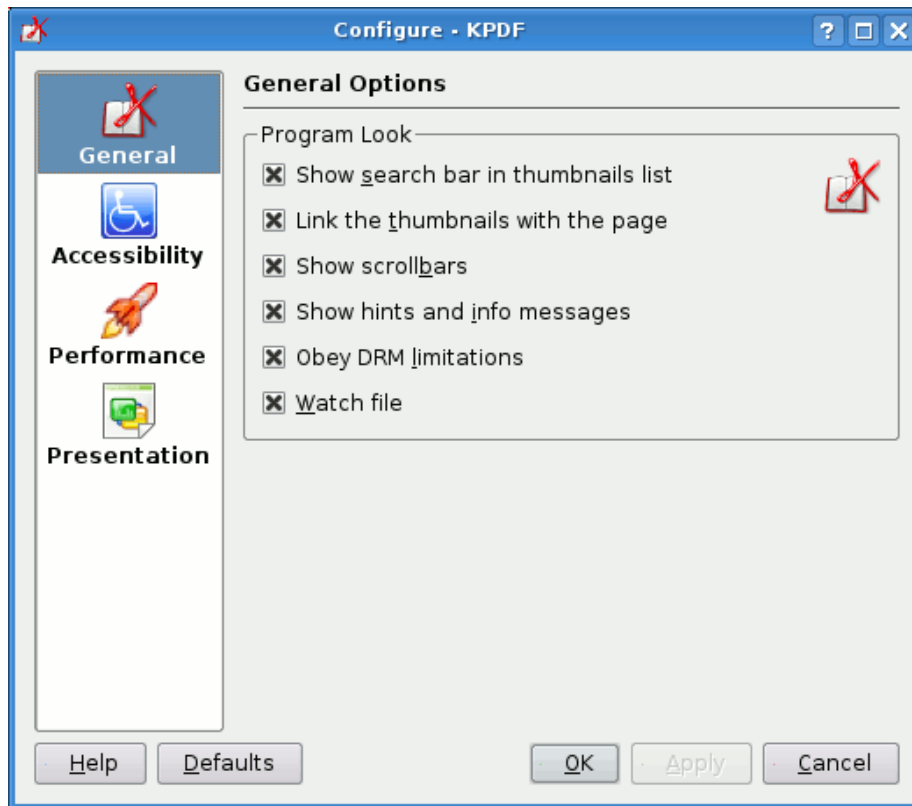 Configure - KPDF
General
Accessibility
Performance
Presentation
General Options
Program Look
Show search bar in thumbnails list
Link the thumbnails with the page
Show scrollbars
Show hints and info messages
Obey DRM limitations
Watch file
Help
Defaults
OK
Apply
Cancel